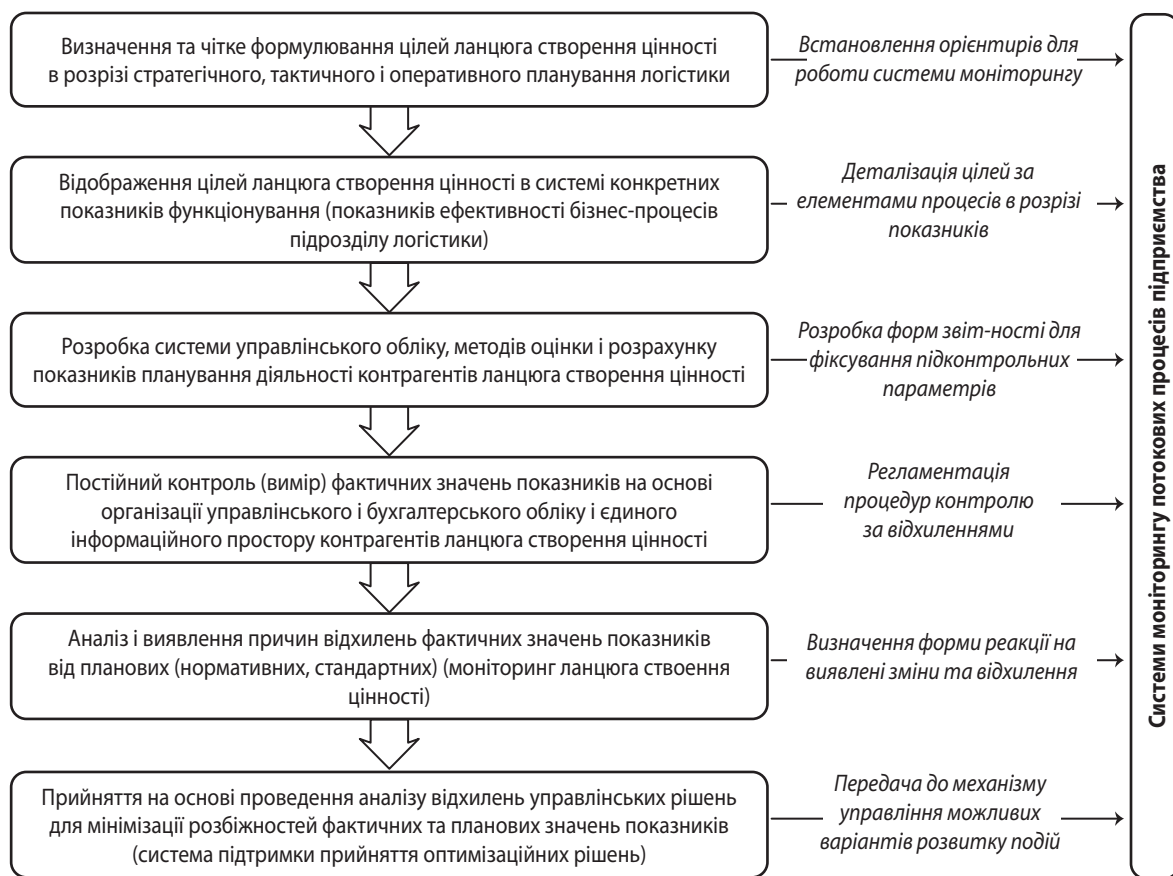 Визначення та чітке формулювання цілей ланцюга створення цінності
в розрізі стратегічного, тактичного і оперативного планування логістики
Встановлення орієнтирів для
роботи системи моніторингу
Відображення цілей ланцюга створення цінності в системі конкретних
показників функціонування (показників ефективності бізнес-процесів
підрозділу логістики)
Деталізація цілей за
елементами процесів в розрізі
показників
Розробка системи управлінського обліку, методів оцінки і розрахунку
показників планування діяльності контрагентів ланцюга створення цінності
Розробка форм звіт-ності для
фіксування підконтрольних
параметрів
Постійний контроль (вимір) фактичних значень показників на основі
організації управлінського і бухгалтерського обліку і єдиного
інформаційного простору контрагентів ланцюга створення цінності
Регламентація
процедур контролю
за відхиленнями
Аналіз і виявлення причин відхилень фактичних значень показників
від планових (нормативних, стандартних) (моніторинг ланцюга ствоення
цінності)
Визначення форми реакції на
виявлені зміни та відхилення
Прийняття на основі проведення аналізу відхилень управлінських рішень
для мінімізації розбіжностей фактичних та планових значень показників
(система підтримки прийняття оптимізаційних рішень)
Передача до механізму
управління можливих
варіантів розвитку подій
Системи моніторингу потокових процесів підприємства